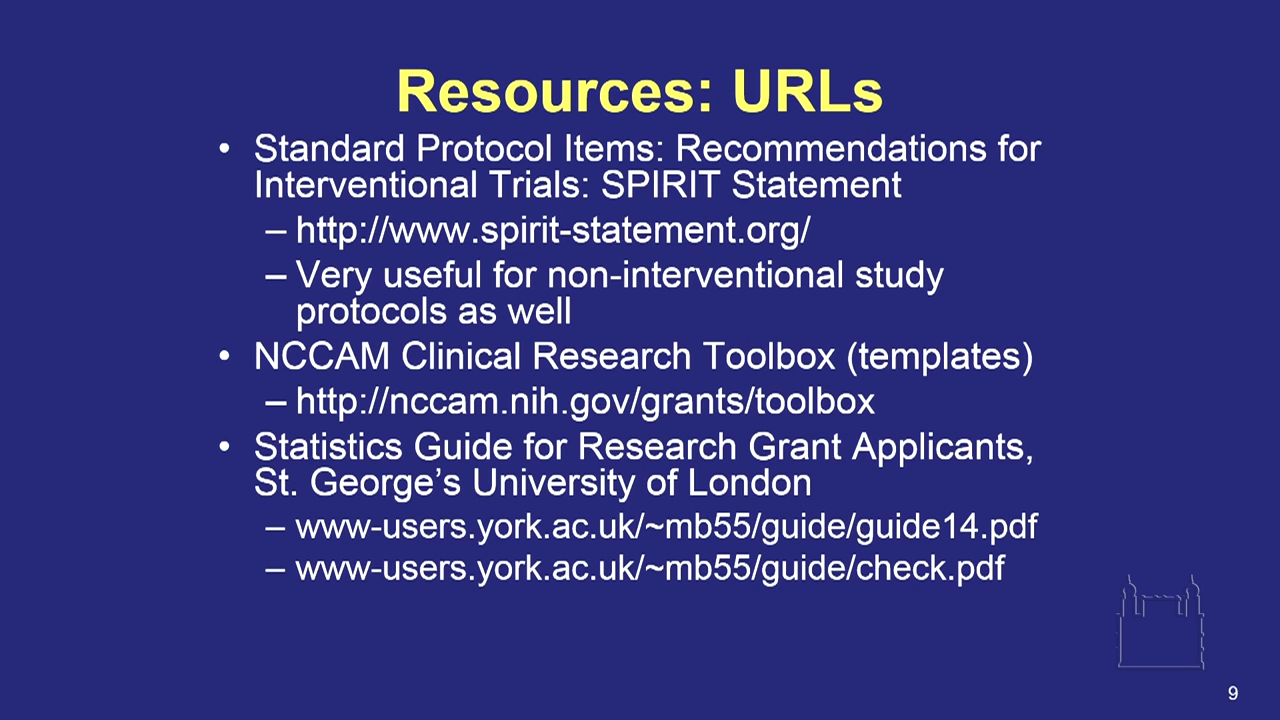 Resources: URLs
• Standard Protocol Items: Recommendations for
Interventional Trials: SPIRIT Statement
– http://www.spirit-statement.org/
– Very useful for non-interventional study
protocols as well
• NCCAM Clinical Research Toolbox (templates)
– http://nccam.nih.gov/grants/toolbox
• Statistics Guide for Research Grant Applicants,
St. George’s University of London
– www-users.york.ac.uk/~mb55/guide/guide14.pdf
– www-users.york.ac.uk/~mb55/guide/check.pdf
9